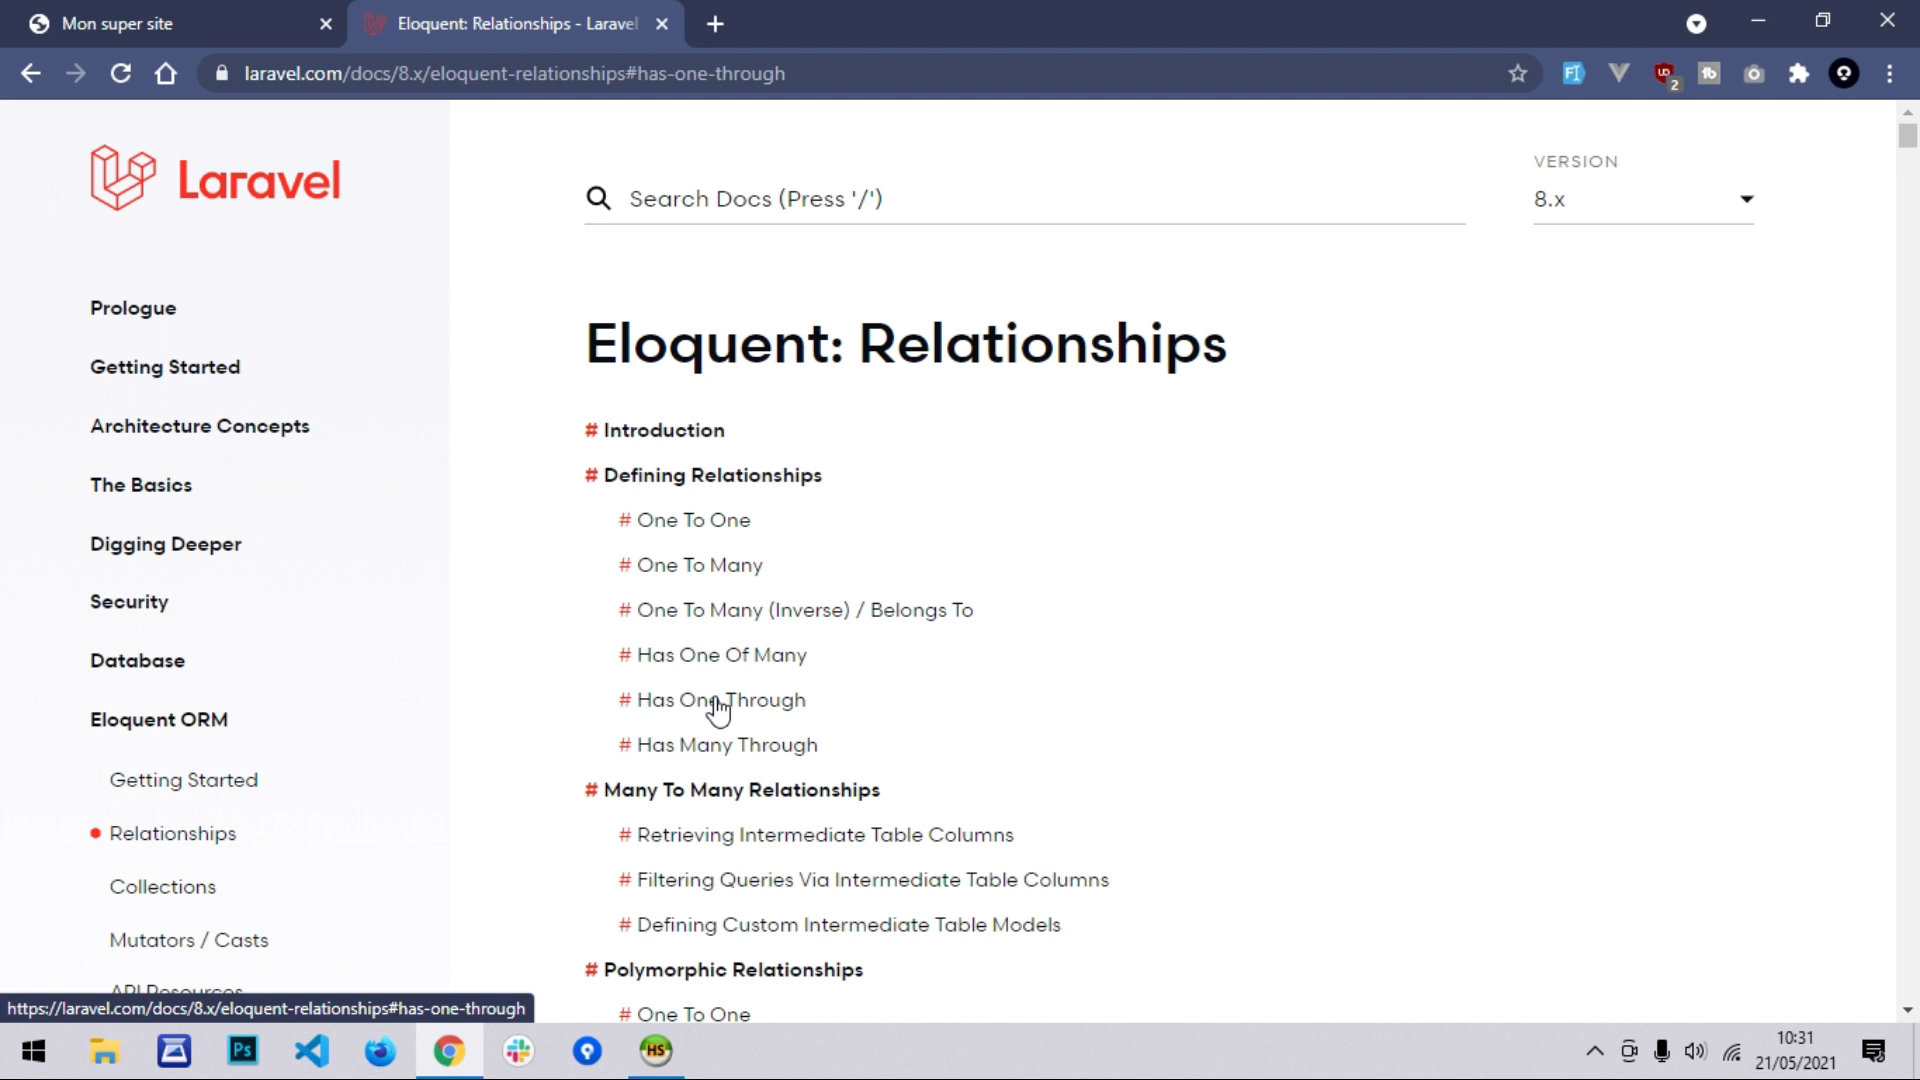 Mon super site
Eloquent: Relationships - Laravel
laravel.com/docs/8.x/eloquent-relationships#has-one-through
2
Laravel
Search Docs (Press '/')
VERSION
8.x
Prologue
Getting Started
Architecture Concepts
The Basics
Digging Deeper
Security
Database
Eloquent ORM
Getting Started
Relationships
Collections
Mutators / Casts
API Resources
Eloquent: Relationships
# Introduction
# Defining Relationships
# One To One
# One To Many
# One To Many (Inverse) / Belongs To
# Has One Of Many
# Has One Through
# Has Many Through
# Many To Many Relationships
# Retrieving Intermediate Table Columns
# Filtering Queries Via Intermediate Table Columns
# Defining Custom Intermediate Table Models
# Polymorphic Relationships
# One To One
https://laravel.com/docs/8.x/eloquent-relationships#has-one-through
Ps
HS
10:31
21/05/2021